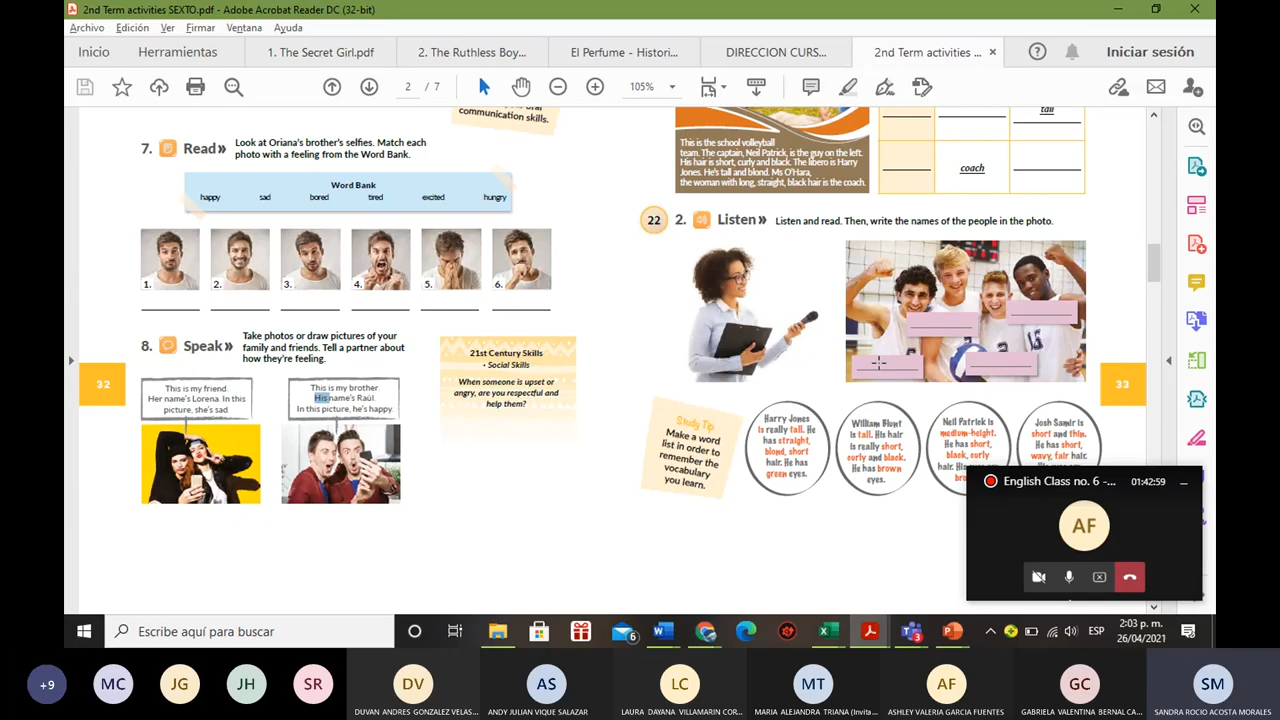 2nd Term activities SEXTO.pdf - Adobe Acrobat Reader DC (32-bit)
Archivo Edición Ver Firmar Ventana Ayuda
Inicio Herramientas 1. The Secret Girl.pdf 2. The Ruthless Boy... El Perfume - Histori... DIRECCION CURS... 2nd Term activities ... × Iniciar sesión
2 / 7 105%
communication skills.
7. Read»
Look at Oriana's brother's selfies. Match each
photo with a feeling from the Word Bank.
Word Bank
happy sad bored tired excited hungry
1. 2. 3. 4. 5. 6.
8. Speak»
Take photos or draw pictures of your
family and friends. Tell a partner about
how they're feeling.
This is my friend.
Her name's Lorena. In this
picture, she's sad.
This is my brother.
His name's Raúl.
In this picture, he's happy.
21st Century Skills
• Social Skills
When someone is upset or
angry, are you respectful and
help them?
32
This is the school volleyball
team. The captain, Neil Patrick, is the guy on the left.
His hair is short, curly and black. The libero is Harry
Jones. He's tall and blond. Ms O'Hara,
the woman with long, straight, black hair is the coach.
tall
coach
22 2. Listen» Listen and read. Then, write the names of the people in the photo.
15
33
Study Tip
Make a word
list in order to
remember the
vocabulary
you learn.
Harry Jones
is really tall. He
has straight,
blond, short
hair. He has
green eyes.
William Blunt
is tall. His hair
is really short,
curly and black.
He has brown
eyes.
Neil Patrick is
medium-height.
He has short,
black, curly
hair. His eyes
Josh Samir is
short and thin.
He has short,
wavy, fair hair.
English Class no. 6 -... 01:42:59
AF
Escribe aquí para buscar
6
3
ESP
2:03 p. m.
26/04/2021
+9 MC JG JH SR DV AS LC MT AF GC SM
DUVAN ANDRES GONZALEZ VELAS... ANDY JULIAN VIQUE SALAZAR LAURA DAYANA VILLAMARIN COR... MARIA ALEJANDRA TRIANA (Invita... ASHLEY VALERIA GARCIA FUENTES GABRIELA VALENTINA BERNAL CA... SANDRA ROCIO ACOSTA MORALES